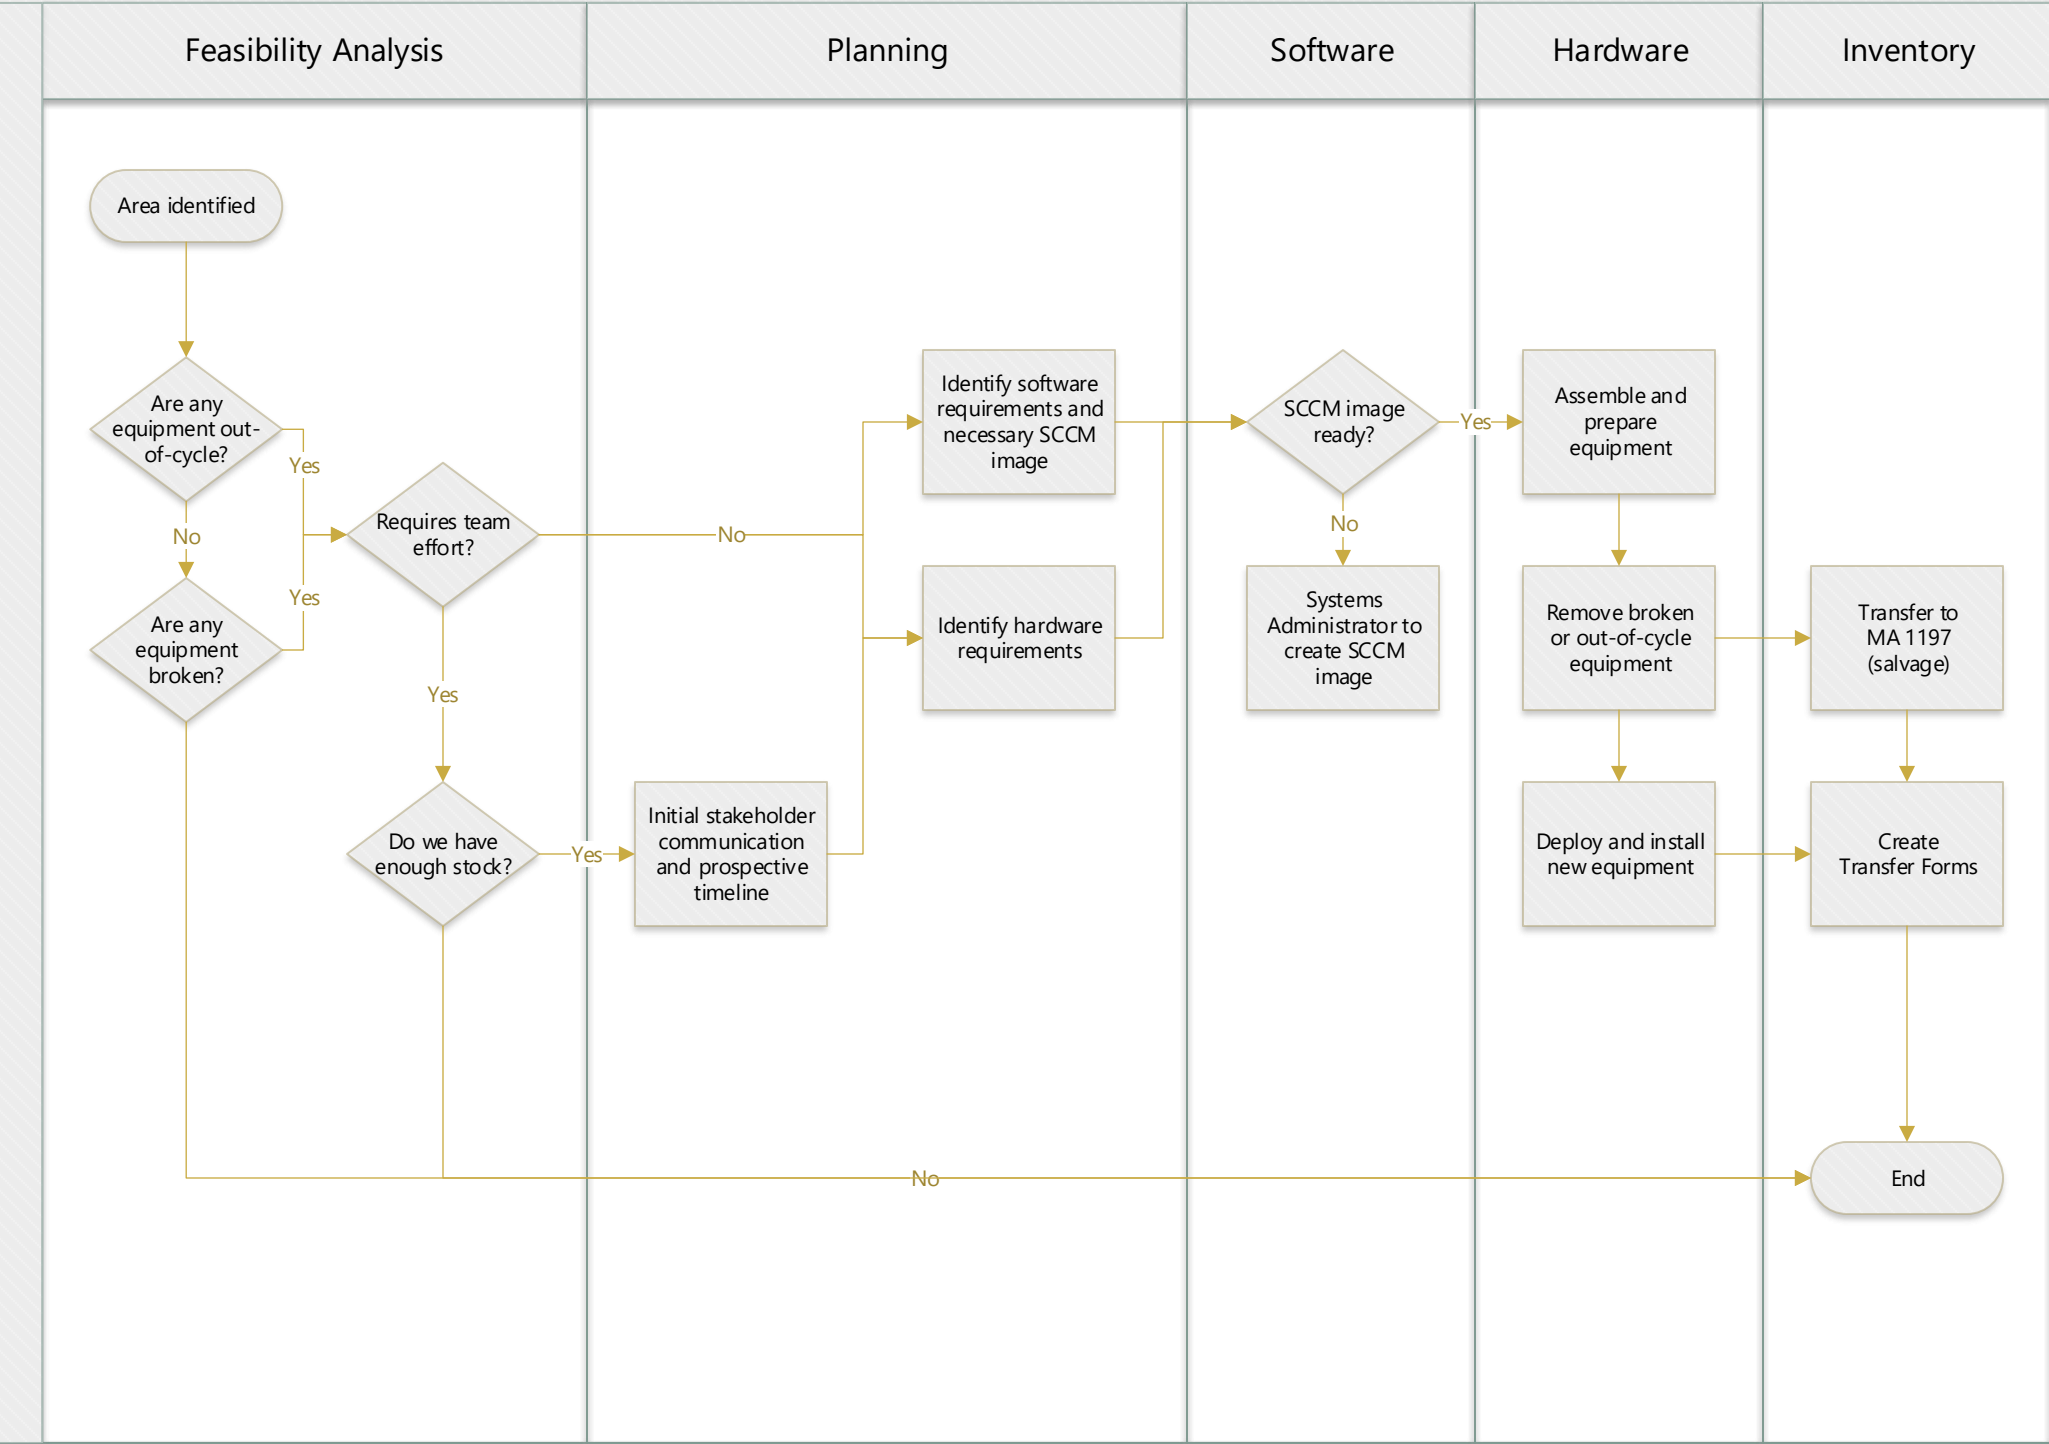 Feasibility Analysis
Planning
Software
Hardware
Inventory
Area identified
Are any
equipment out-
of-cycle?
Yes
No
Are any
equipment
broken?
Yes
Requires team
effort?
No
Yes
Do we have
enough stock?
Yes
Initial stakeholder
communication
and prospective
timeline
Identify software
requirements and
necessary SCCM
image
Identify hardware
requirements
SCCM image
ready?
Yes
No
Systems
Administrator to
create SCCM
image
Assemble and
prepare
equipment
Remove broken
or out-of-cycle
equipment
Deploy and install
new equipment
Transfer to
MA 1197
(salvage)
Create
Transfer Forms
No
End